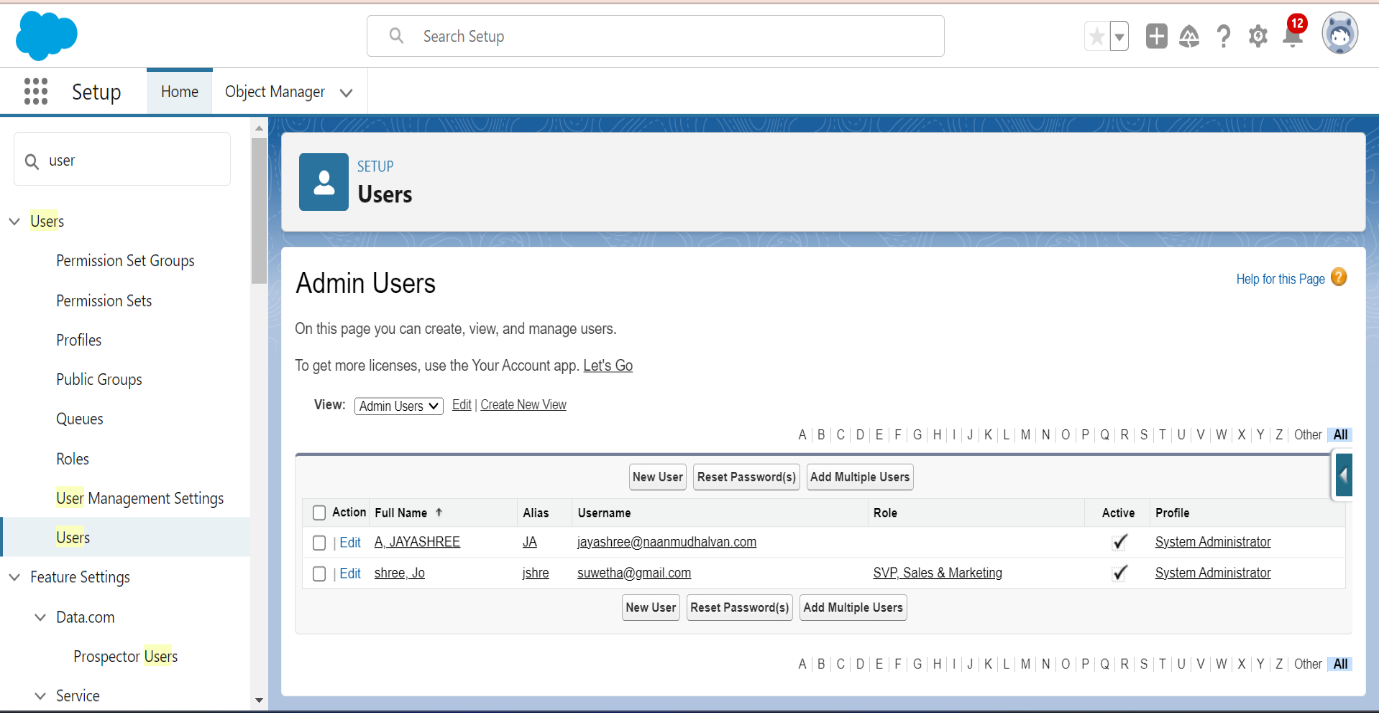 Search Setup
12
Setup
Home
Object Manager
user
Users
Permission Set Groups
Permission Sets
Profiles
Public Groups
Queues
Roles
User Management Settings
Users
Feature Settings
Data.com
Prospector Users
Service
SETUP
Users
Admin Users
Help for this Page ?
On this page you can create, view, and manage users.
To get more licenses, use the Your Account app. Let's Go
View: Admin Users Edit | Create New View
A | B | C | D | E | F | G | H | I | J | K | L | M | N | O | P | Q | R | S | T | U | V | W | X | Y | Z | Other | All
New User Reset Password(s) Add Multiple Users
Action Full Name ↑ Alias Username Role Active Profile
| Edit A, JAYASHREE JA jayashree@naanmudhalvan.com ✓ System Administrator
| Edit shree, Jo jshre suwetha@gmail.com SVP, Sales & Marketing ✓ System Administrator
New User Reset Password(s) Add Multiple Users
A | B | C | D | E | F | G | H | I | J | K | L | M | N | O | P | Q | R | S | T | U | V | W | X | Y | Z | Other | All